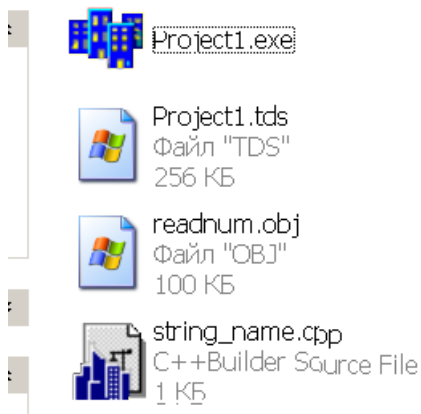 Project1.exe
Project1.tds
Файл "TDS"
256 КБ
readnum.obj
Файл "OBJ"
100 КБ
string_name.cpp
C++Builder Source File
1 КБ